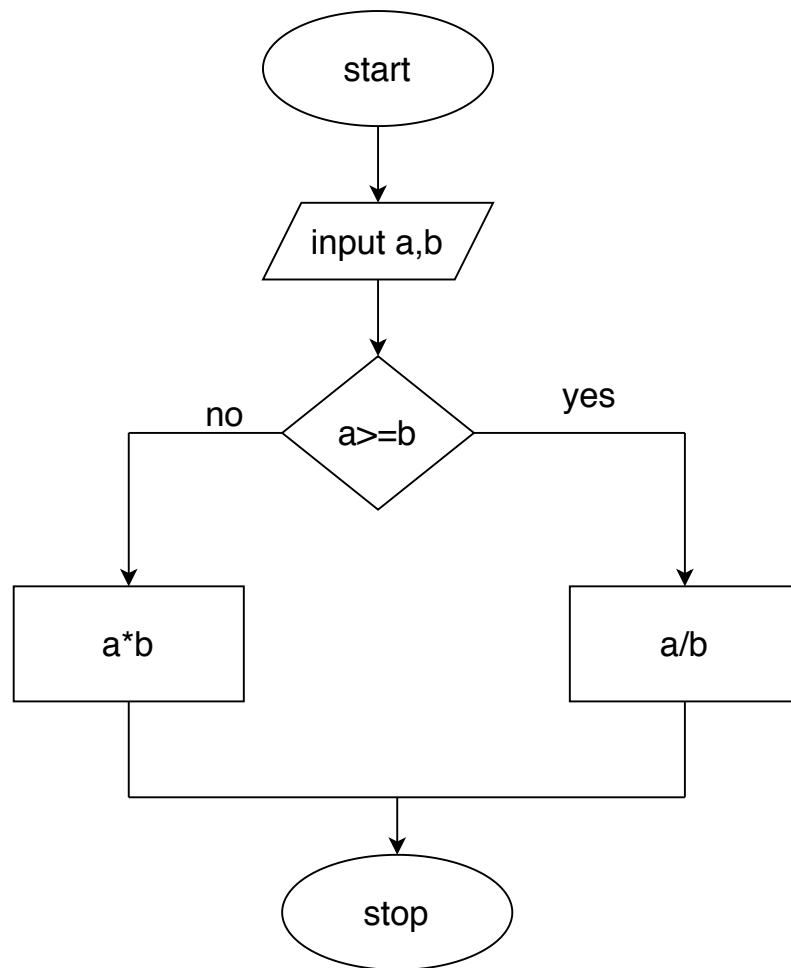 start
input a,b
a>=b
no
yes
a*b
a/b
stop